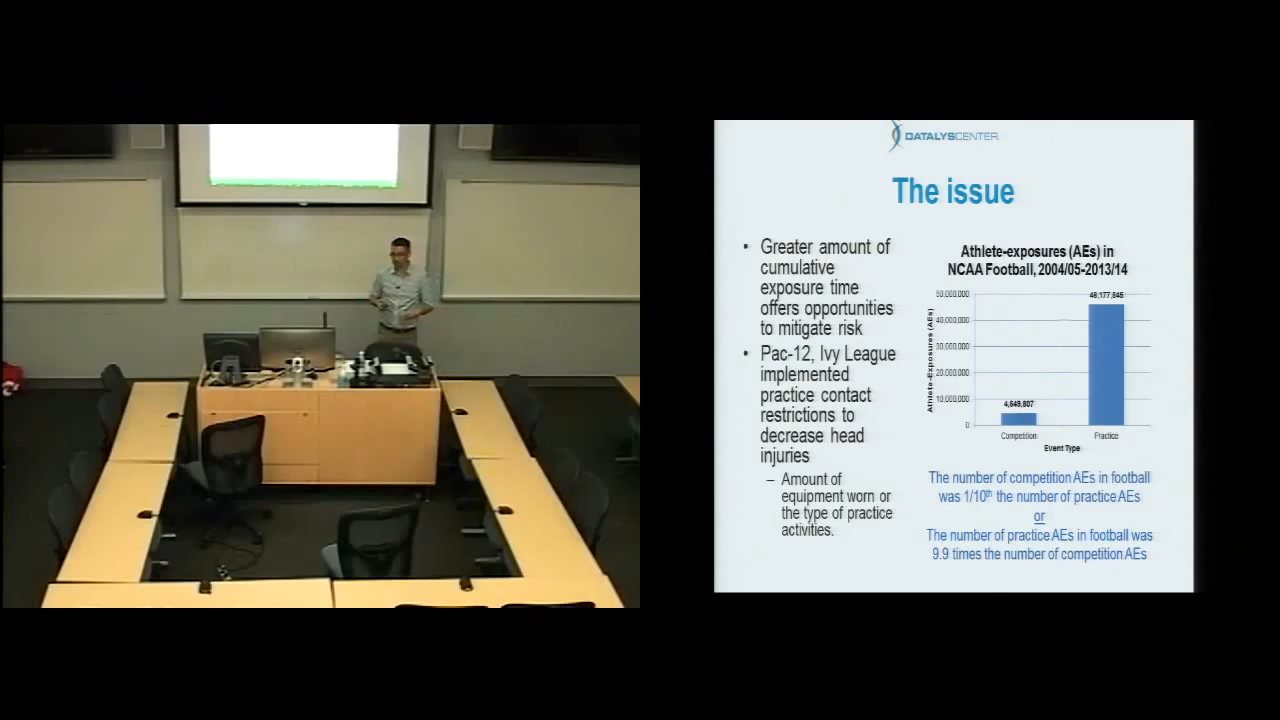 DATALYSCENTER
The issue
• Greater amount of
cumulative
exposure time
offers opportunities
to mitigate risk
• Pac-12, Ivy League
implemented
practice contact
restrictions to
decrease head
injuries
– Amount of
equipment worn or
the type of practice
activities.
Athlete-exposures (AEs) in
NCAA Football, 2004/05-2013/14
Athlete-Exposures (AEs)
50,000,000
40,000,000
30,000,000
20,000,000
10,000,000
0
4,649,807
46,177,845
Competition
Practice
Event Type
The number of competition AEs in football
was 1/10th the number of practice AEs
or
The number of practice AEs in football was
9.9 times the number of competition AEs